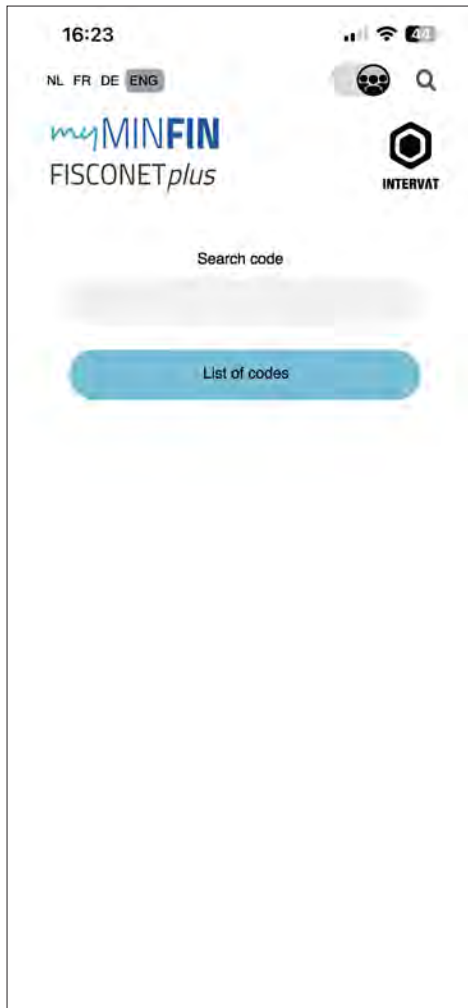 16:23
44
NL FR DE ENG
myMINFIN
FISCONETplus
INTERVAT
Search code
List of codes